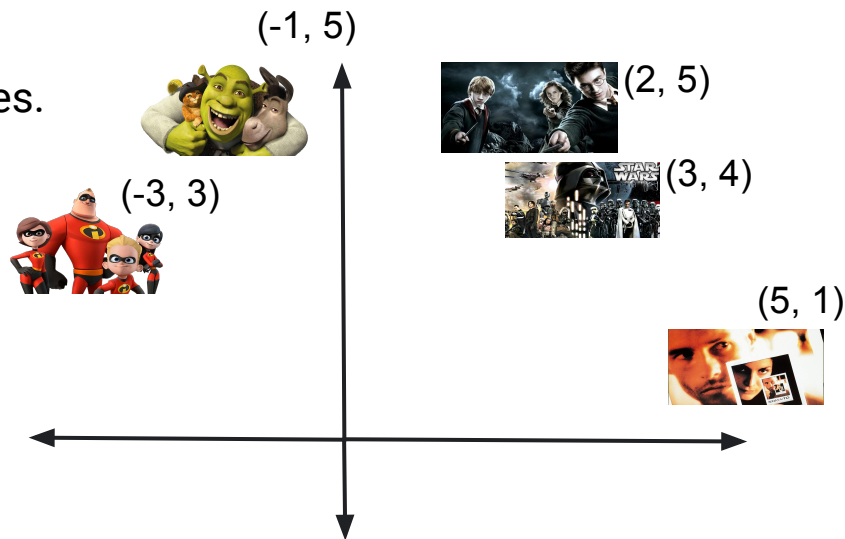 (-1, 5)
es.
(2, 5)
STAR
WARS
(3, 4)
(-3, 3)
(5, 1)